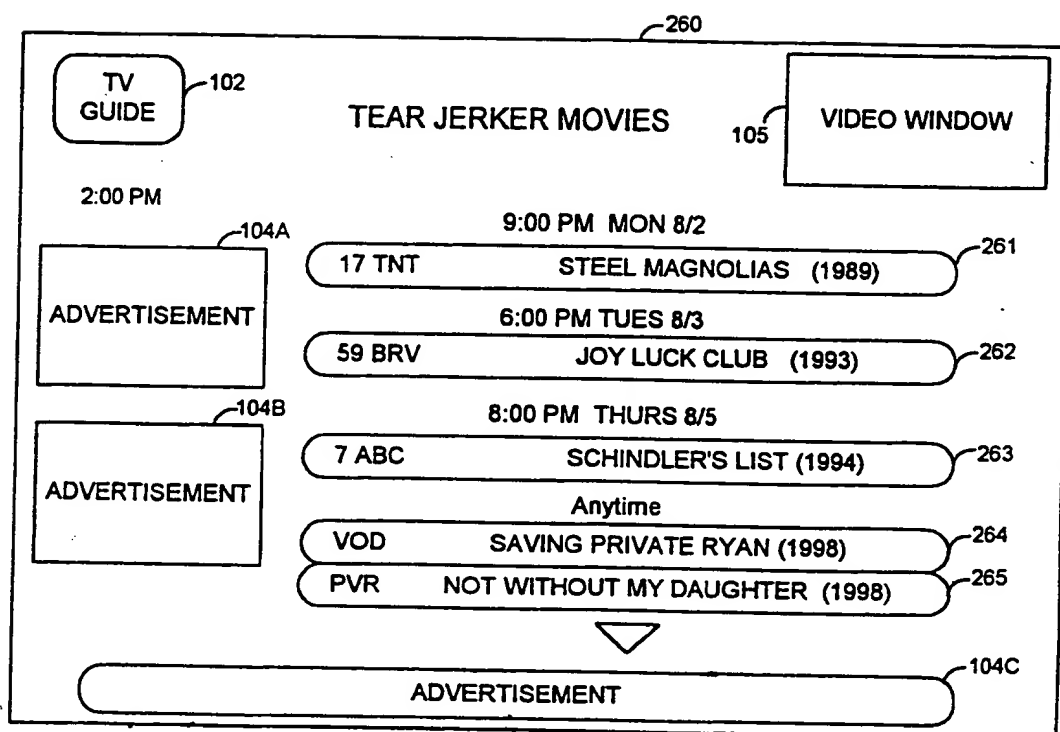 260
TV
GUIDE
102
TEAR JERKER MOVIES
105
VIDEO WINDOW
2:00 PM
104A
ADVERTISEMENT
9:00 PM MON 8/2
17 TNT STEEL MAGNOLIAS (1989)
261
6:00 PM TUES 8/3
59 BRV JOY LUCK CLUB (1993)
262
104B
ADVERTISEMENT
8:00 PM THURS 8/5
7 ABC SCHINDLER'S LIST (1994)
263
Anytime
VOD SAVING PRIVATE RYAN (1998)
264
PVR NOT WITHOUT MY DAUGHTER (1998)
265
104C
ADVERTISEMENT